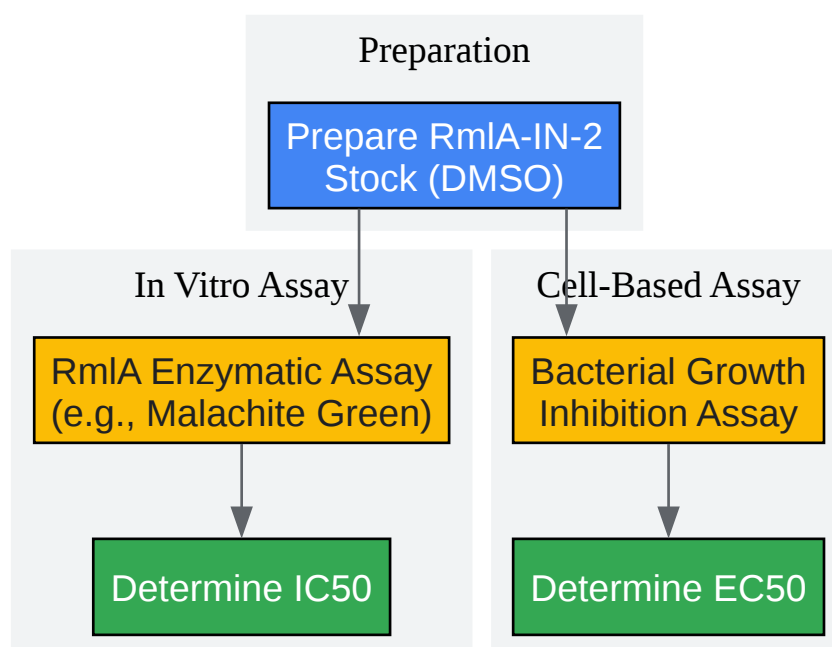 Preparation
Prepare RmlA-IN-2
Stock (DMSO)
In Vitro Assay
RmlA Enzymatic Assay
(e.g., Malachite Green)
Determine IC50
Cell-Based Assay
Bacterial Growth
Inhibition Assay
Determine EC50